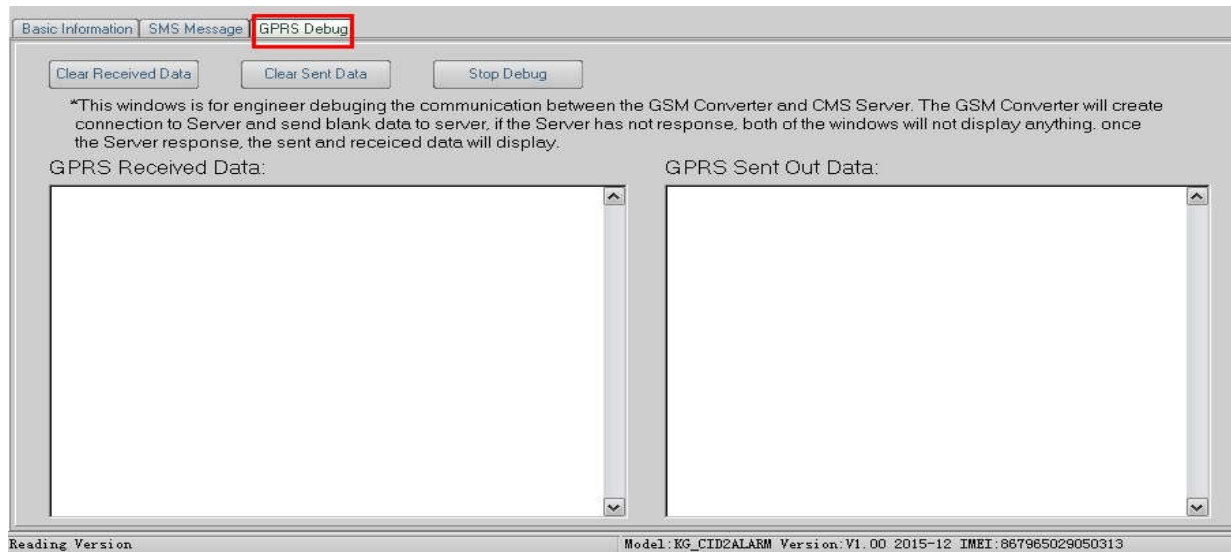 Basic Information SMS Message GPRS Debug
Clear Received Data Clear Sent Data Stop Debug
*This windows is for engineer debuging the communication between the GSM Converter and CMS Server. The GSM Converter will create
connection to Server and send blank data to server, if the Server has not response, both of the windows will not display anything. once
the Server response, the sent and receiced data will display.
GPRS Received Data: GPRS Sent Out Data:
Reading Version Model:KG_CID2ALARM Version:V1.00 2015-12 IMEI:867965029050313